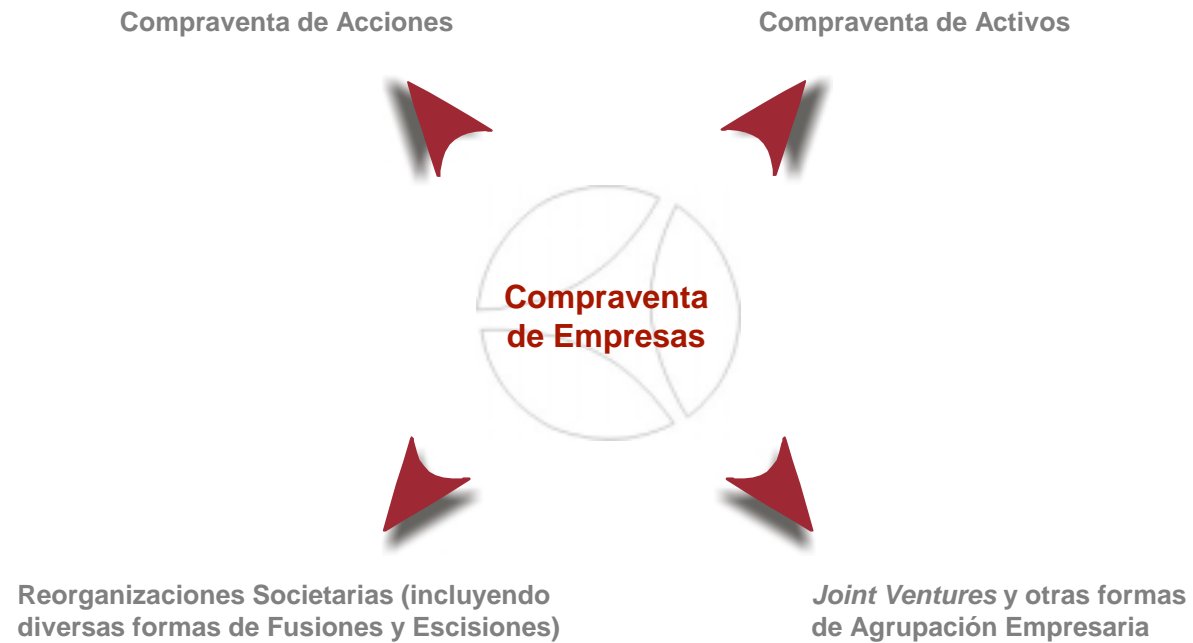 Compraventa de Acciones
Compraventa de Activos
Compraventa
de Empresas
Reorganizaciones Societarias (incluyendo
diversas formas de Fusiones y Escisiones)
Joint Ventures y otras formas
de Agrupación Empresaria